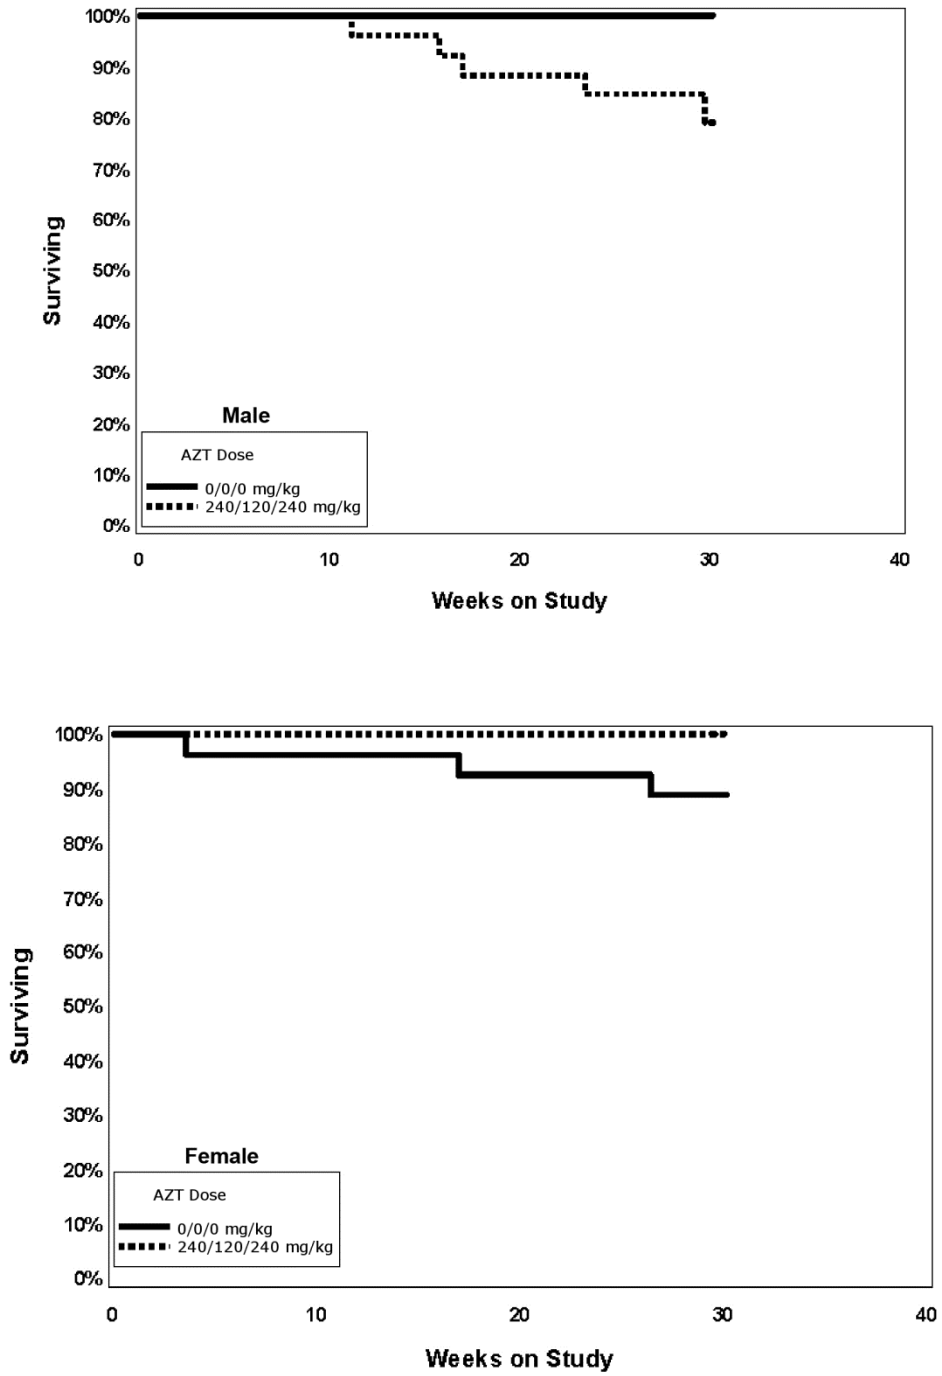 100%
90%
80%
70%
60%
50%
40%
30%
20%
10%
0%
Surviving
Male
AZT Dose
0/0/0 mg/kg
240/120/240 mg/kg
0 10 20 30 40
Weeks on Study
100%
90%
80%
70%
60%
50%
40%
30%
20%
10%
0%
Surviving
Female
AZT Dose
0/0/0 mg/kg
240/120/240 mg/kg
0 10 20 30 40
Weeks on Study